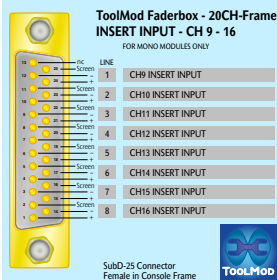 ToolMod Faderbox - 20CH-Frame
INSERT INPUT - CH 9 - 16
FOR MONO MODULES ONLY
LINE
nc
Screen
-
+
1 CH9 INSERT INPUT
Screen
-
+
2 CH10 INSERT INPUT
Screen
-
+
3 CH11 INSERT INPUT
Screen
-
+
4 CH12 INSERT INPUT
Screen
-
+
5 CH13 INSERT INPUT
Screen
-
+
6 CH14 INSERT INPUT
Screen
-
+
7 CH15 INSERT INPUT
Screen
-
+
8 CH16 INSERT INPUT
SubD-25 Connector
Female in Console Frame
TOOLMOD